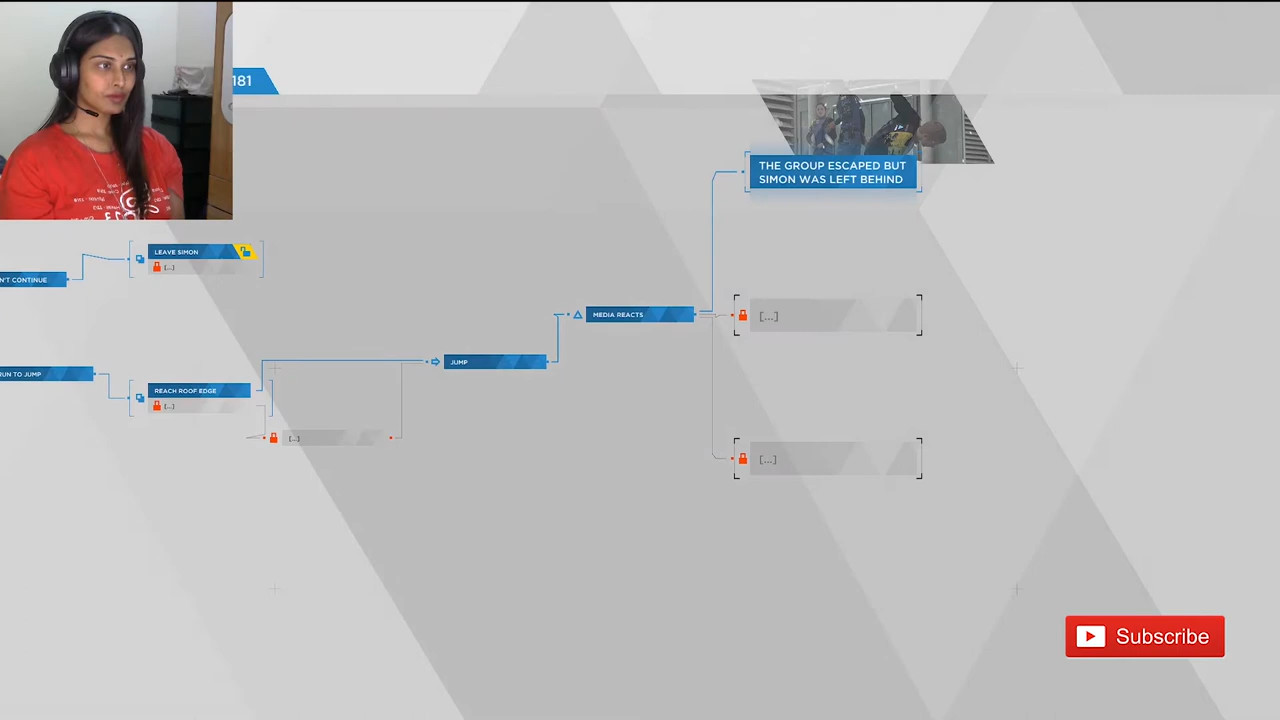 181
THE GROUP ESCAPED BUT
SIMON WAS LEFT BEHIND
LEAVE SIMON
[...]
N'T CONTINUE
MEDIA REACTS
[...]
JUMP
RUN TO JUMP
REACH ROOF EDGE
[...]
[...]
[...]
Subscribe